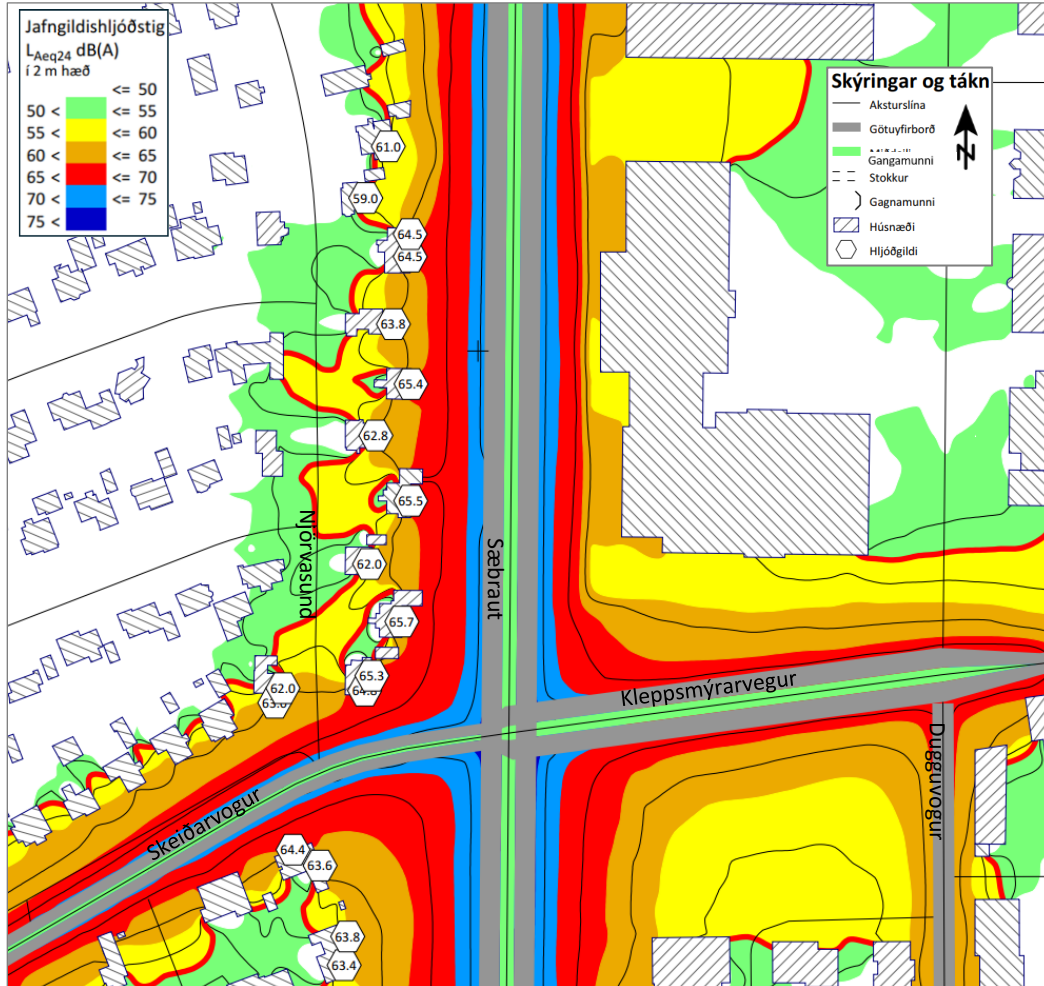 Jafngildishljóðstig
LAeq24 dB(A)
í 2 m hæð
<= 50
50 < <= 55
55 < <= 60
60 < <= 65
65 < <= 70
70 < <= 75
75 <
Skýringar og tákn
Aksturslína
Götuyfirborð
Gangamunni
Stokkur
Gagnamunni
Húsnæði
Hljóðgildi
N
61.0
59.0
64.5
64.5
63.8
65.4
62.8
65.5
62.0
65.7
65.3
62.0
64.4
63.6
63.8
63.4
Njörvasund
Sæbraut
Kleppsmýrarvegur
Dugguvogur
Skeiðarvogur